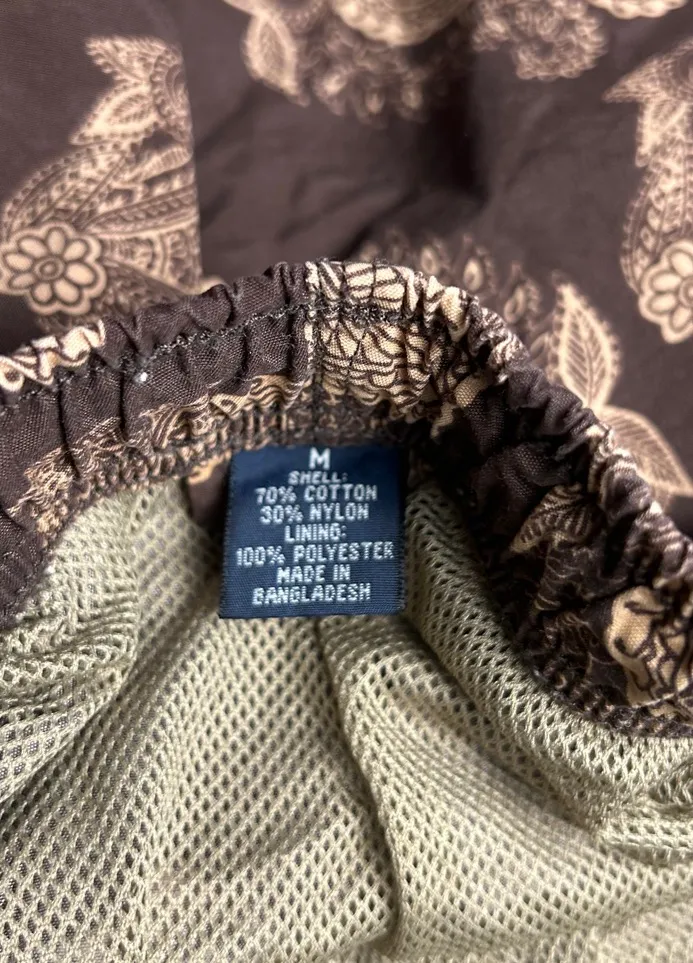 M
SHELL:
70% COTTON
30% NYLON
LINING:
100% POLYESTER
MADE IN
BANGLADESH